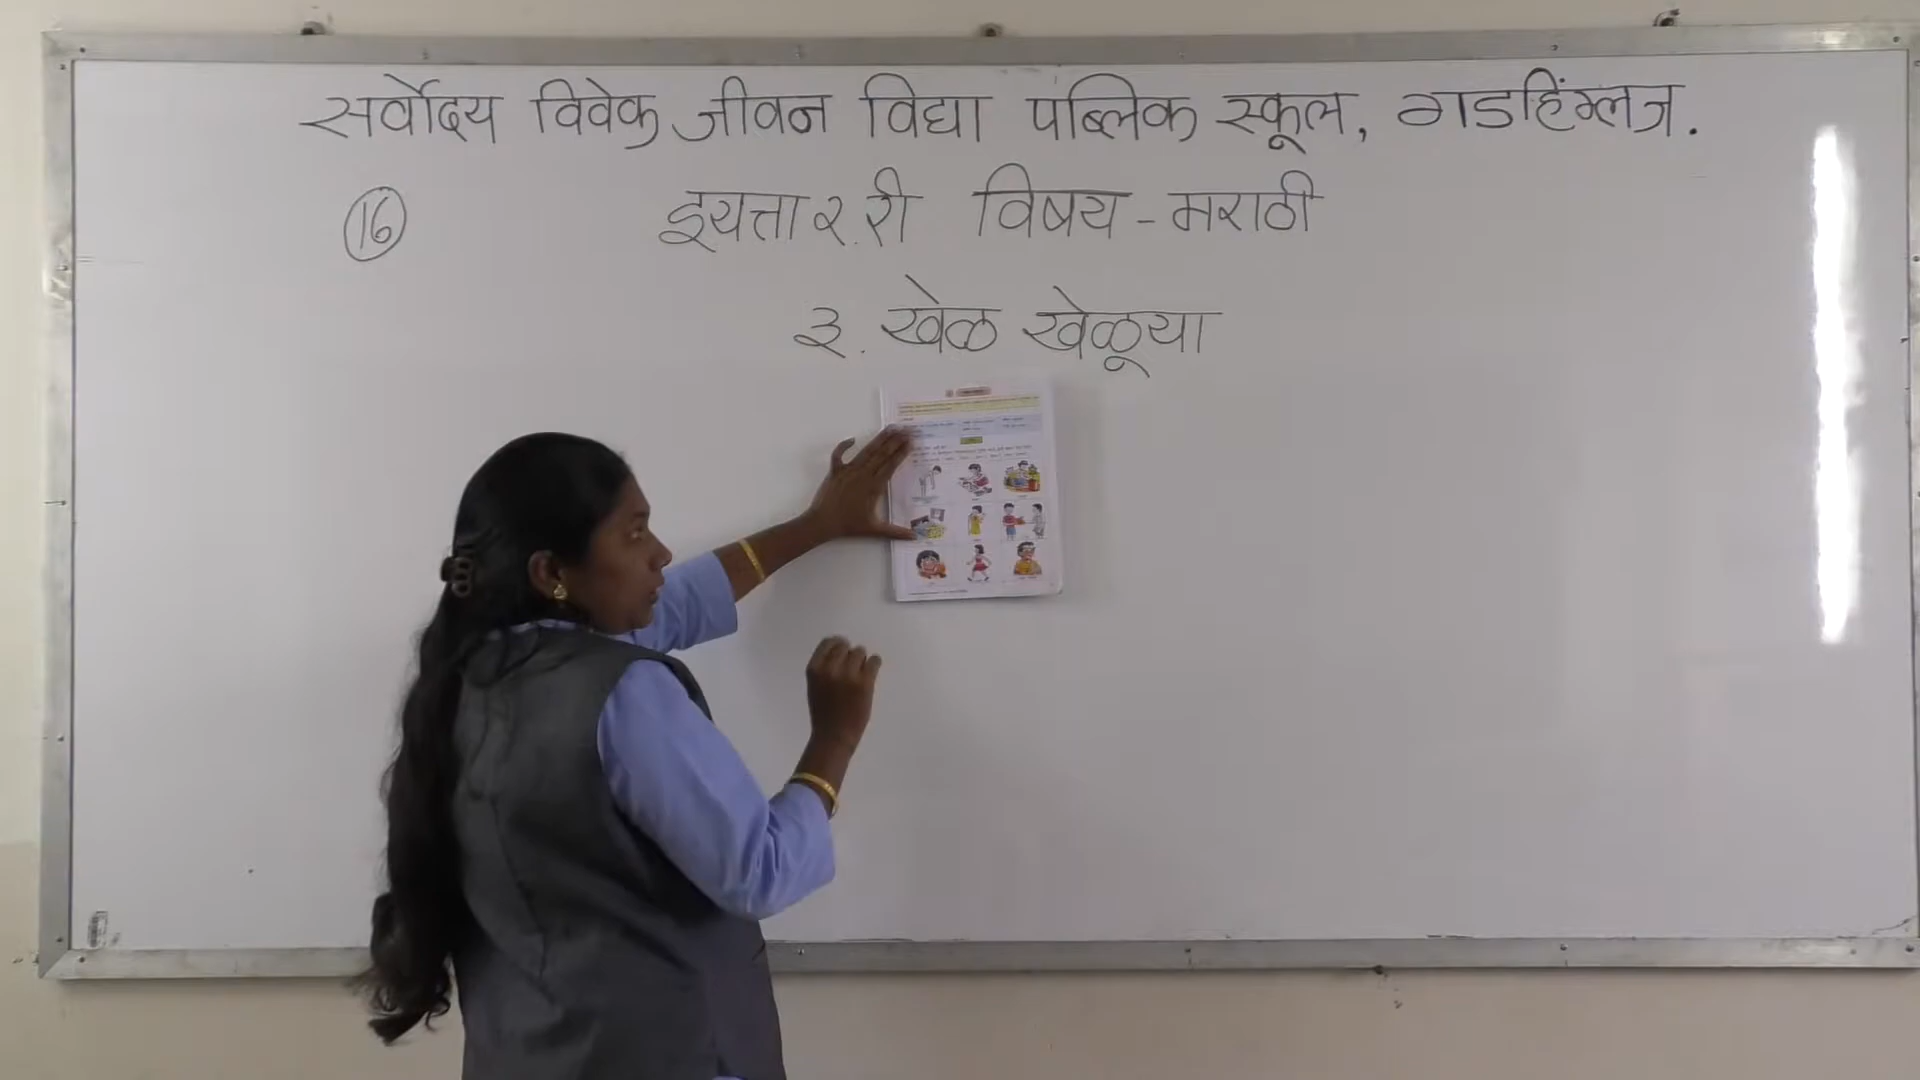 सर्वोदय विवेक जीवन विद्या पब्लिक स्कूल, गडहिंग्लज.
16
इयत्ता २.री विषय - मराठी
३. खेळ खेळूया